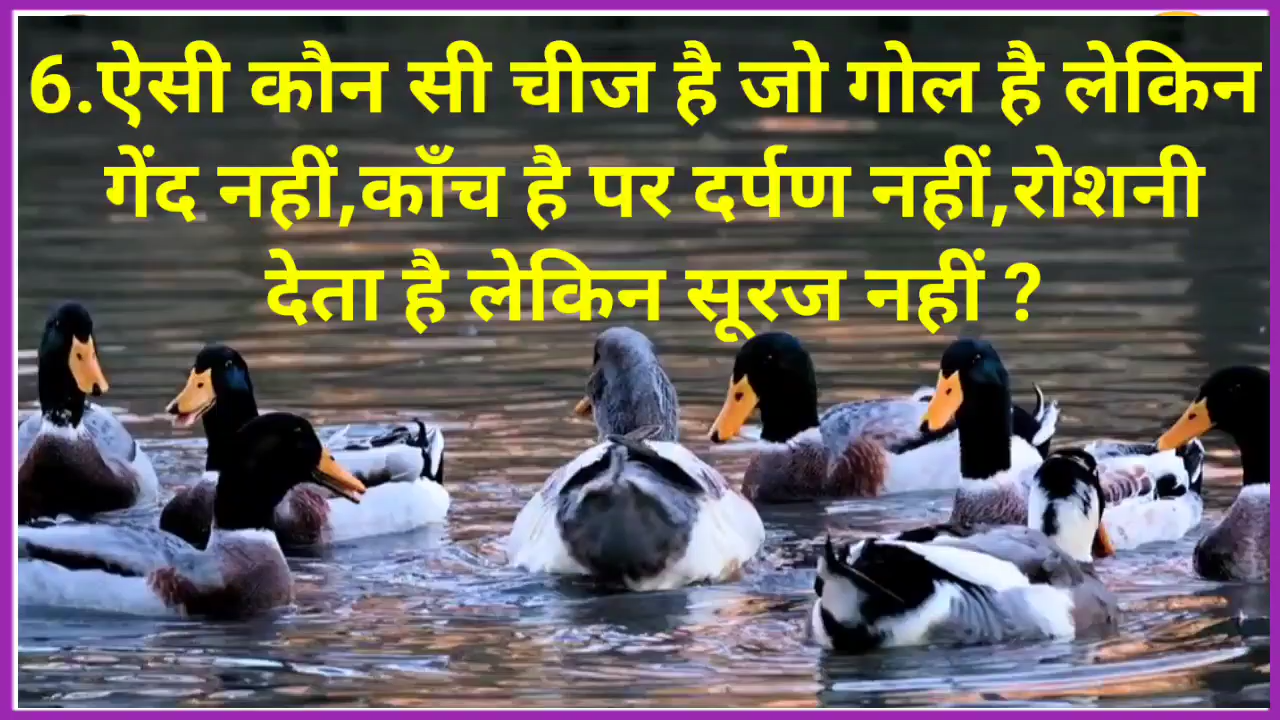 6.ऐसी कौन सी चीज है जो गोल है लेकिन
गेंद नहीं,काँच है पर दर्पण नहीं,रोशनी
देता है लेकिन सूरज नहीं ?